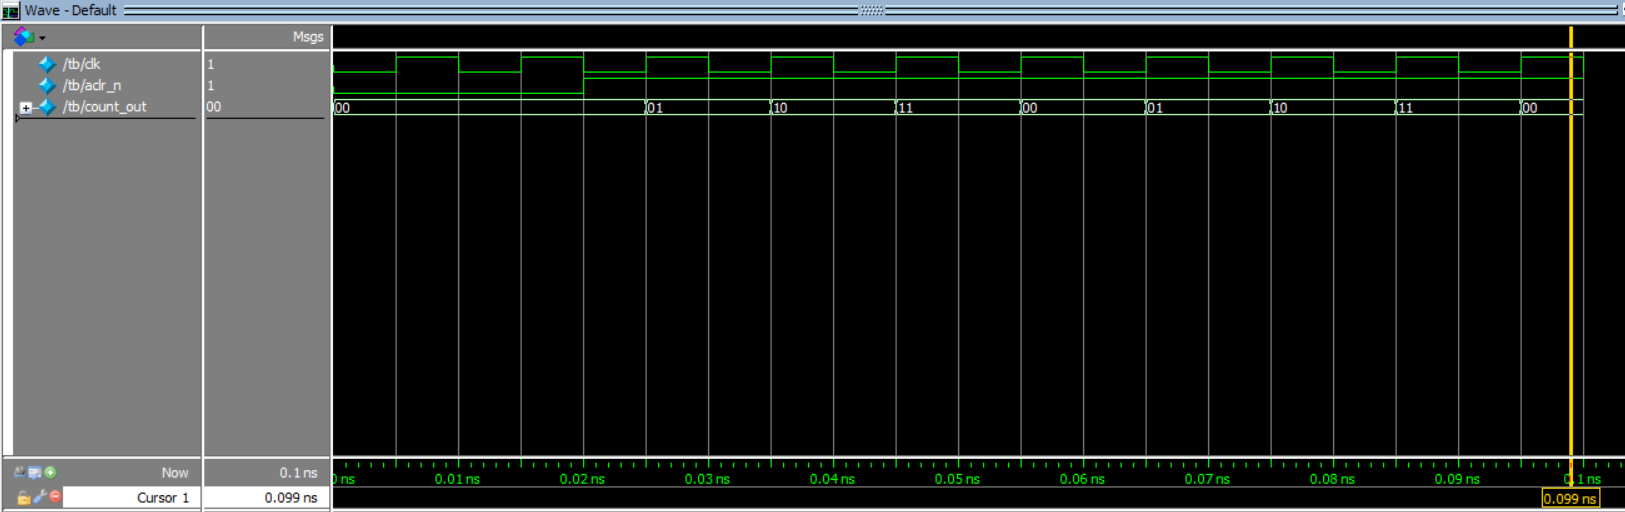 Wave - Default
Msgs
/tb/clk 1
/tb/adr_n 1
/tb/count_out 00 00 01 10 11 00 01 10 11 00
Now 0.1 ns ns 0.01 ns 0.02 ns 0.03 ns 0.04 ns 0.05 ns 0.06 ns 0.07 ns 0.08 ns 0.09 ns 0.1 ns
Cursor 1 0.099 ns 0.099 ns